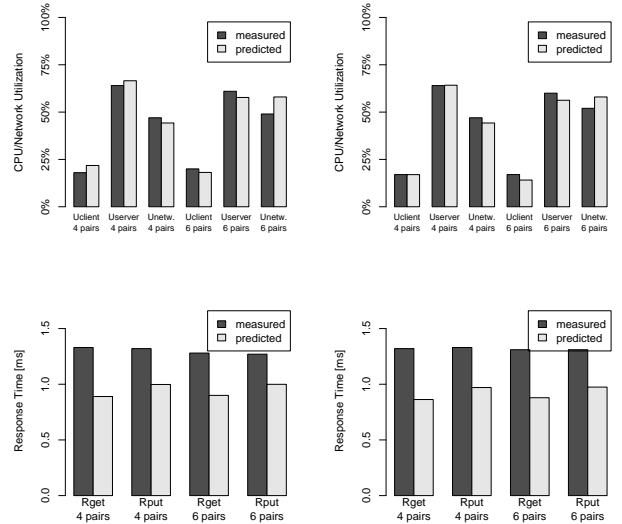 CPU/Network Utilization
0%
25%
50%
75%
100%
measured
predicted
Uclient
4 pairs
Userver
4 pairs
Unetw.
4 pairs
Uclient
6 pairs
Userver
6 pairs
Unetw.
6 pairs
CPU/Network Utilization
0%
25%
50%
75%
100%
measured
predicted
Uclient
4 pairs
Userver
4 pairs
Unetw.
4 pairs
Uclient
6 pairs
Userver
6 pairs
Unetw.
6 pairs
Response Time [ms]
0.0
0.5
1.0
1.5
measured
predicted
Rget
4 pairs
Rput
4 pairs
Rget
6 pairs
Rput
6 pairs
Response Time [ms]
0.0
0.5
1.0
1.5
measured
predicted
Rget
4 pairs
Rput
4 pairs
Rget
6 pairs
Rput
6 pairs